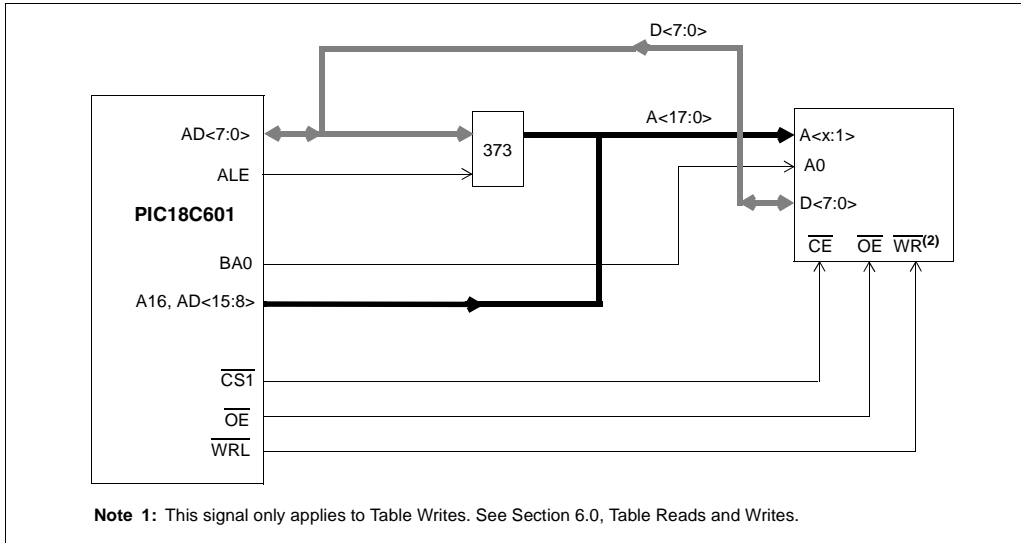 D<7:0>
AD<7:0>
373
A<17:0>
A<x:1>
ALE
A0
PIC18C601
D<7:0>
CE OE WR(2)
BA0
A16, AD<15:8>
CS1
OE
WRL
Note 1: This signal only applies to Table Writes. See Section 6.0, Table Reads and Writes.